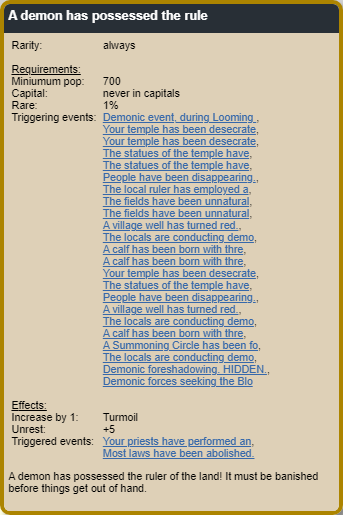 A demon has possessed the rule
Rarity: always
Requirements:
Miniumum pop: 700
Capital: never in capitals
Rare: 1%
Triggering events: Demonic event, during Looming ,
Your temple has been desecrate,
Your temple has been desecrate,
The statues of the temple have,
The statues of the temple have,
People have been disappearing.,
The local ruler has employed a,
The fields have been unnatural,
The fields have been unnatural,
A village well has turned red.,
The locals are conducting demo,
A calf has been born with thre,
A calf has been born with thre,
Your temple has been desecrate,
The statues of the temple have,
People have been disappearing.,
A village well has turned red.,
The locals are conducting demo,
A calf has been born with thre,
A Summoning Circle has been fo,
The locals are conducting demo,
Demonic foreshadowing. HIDDEN.,
Demonic forces seeking the Blo
Effects:
Increase by 1: Turmoil
Unrest: +5
Triggered events: Your priests have performed an,
Most laws have been abolished.
A demon has possessed the ruler of the land! It must be banished
before things get out of hand.